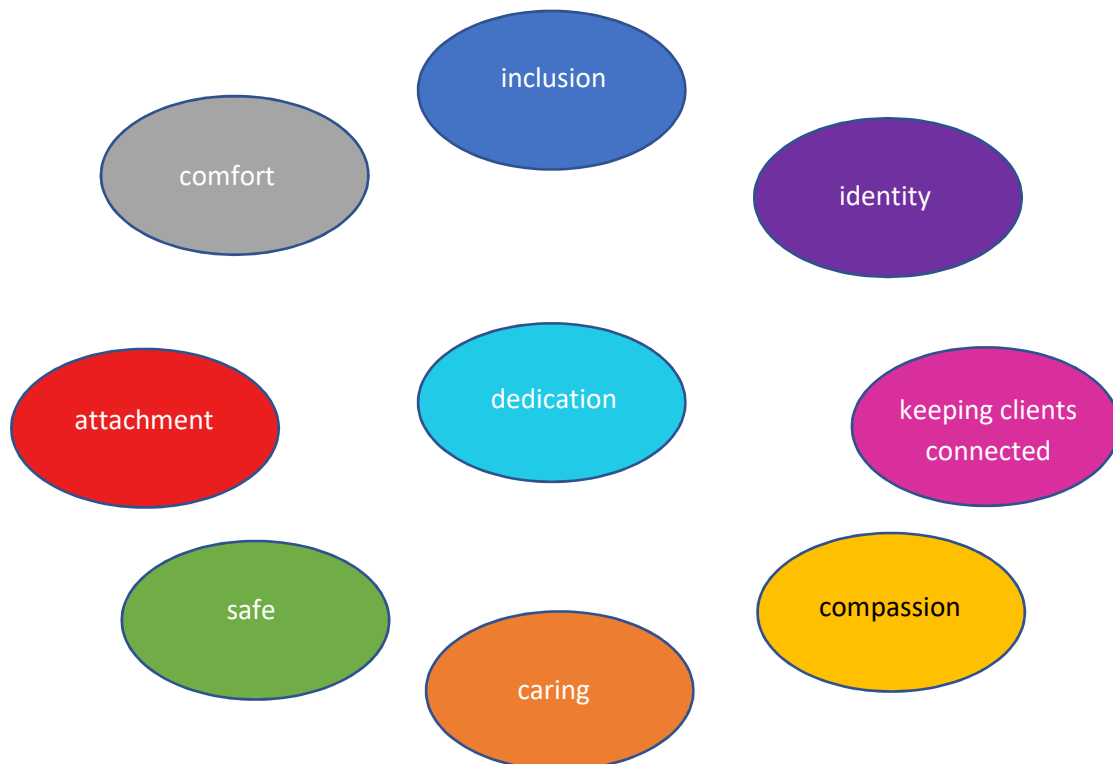 inclusion
comfort
identity
dedication
attachment
keeping clients
connected
safe
compassion
caring